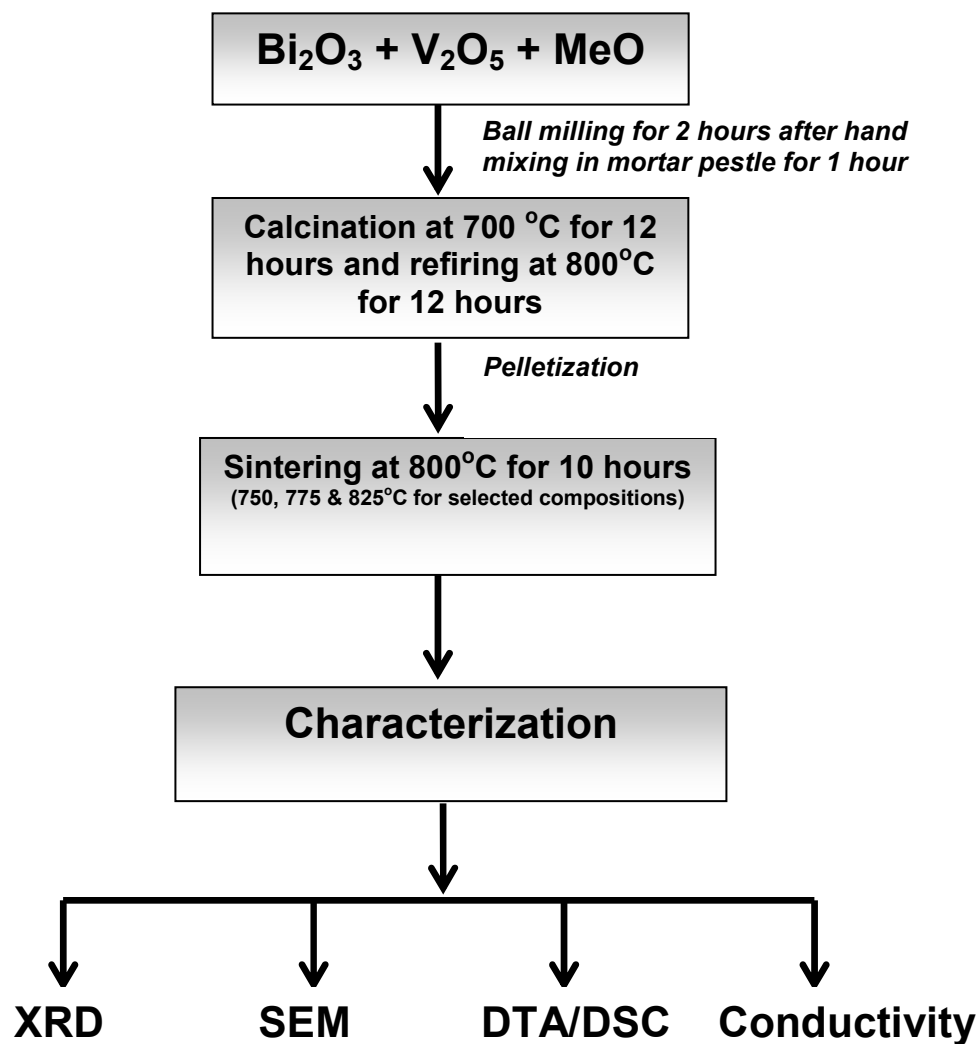 Bi₂O₃ + V₂O₅ + MeO
Ball milling for 2 hours after hand
mixing in mortar pestle for 1 hour
Calcination at 700 °C for 12
hours and refiring at 800°C
for 12 hours
Pelletization
Sintering at 800°C for 10 hours
(750, 775 & 825°C for selected compositions)
Characterization
XRD SEM DTA/DSC Conductivity